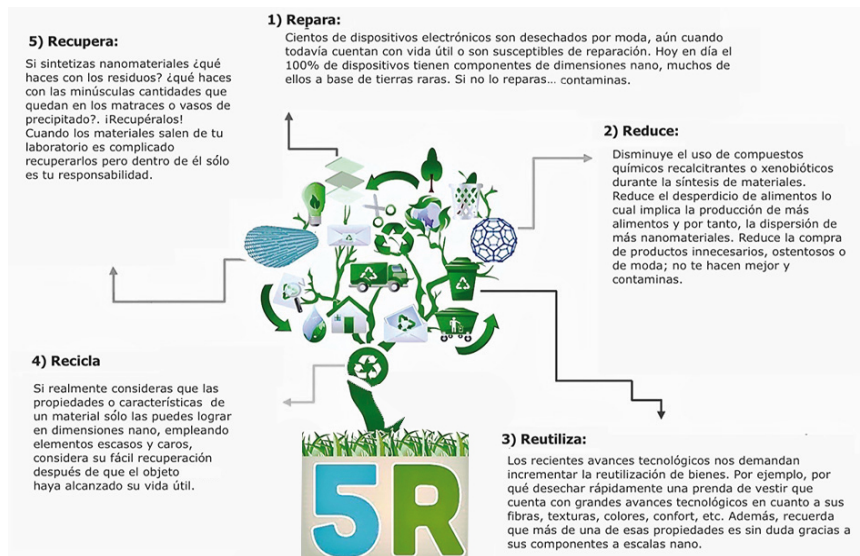 1) Repara:
Cientos de dispositivos electrónicos son desechados por moda, aún cuando
todavía cuentan con vida útil o son susceptibles de reparación. Hoy en día el
100% de dispositivos tienen componentes de dimensiones nano, muchos de
ellos a base de tierras raras. Si no lo reparas... contaminas.
2) Reduce:
Disminuye el uso de compuestos
químicos recalcitrantes o xenobióticos
durante la síntesis de materiales.
Reduce el desperdicio de alimentos lo
cual implica la producción de más
alimentos y por tanto, la dispersión de
más nanomateriales. Reduce la compra
de productos innecesarios, ostentosos o
de moda; no te hacen mejor y
contaminas.
3) Reutiliza:
Los recientes avances tecnológicos nos demandan
incrementar la reutilización de bienes. Por ejemplo, por
qué desechar rápidamente una prenda de vestir que
cuenta con grandes avances tecnológicos en cuanto a sus
fibras, texturas, colores, confort, etc. Además, recuerda
que más de una de esas propiedades es sin duda gracias a
sus componentes a escalas nano.
4) Recicla
Si realmente consideras que las
propiedades o características de
un material sólo las puedes lograr
en dimensiones nano, empleando
elementos escasos y caros,
considera su fácil recuperación
después de que el objeto
haya alcanzado su vida útil.
5) Recupera:
Si sintetizas nanomateriales ¿qué
haces con los residuos? ¿qué haces
con las minúsculas cantidades que
quedan en los matraces o vasos de
precipitado?. ¡Recupéralos!
Cuando los materiales salen de tu
laboratorio es complicado
recuperarlos pero dentro de él sólo
es tu responsabilidad.
5R